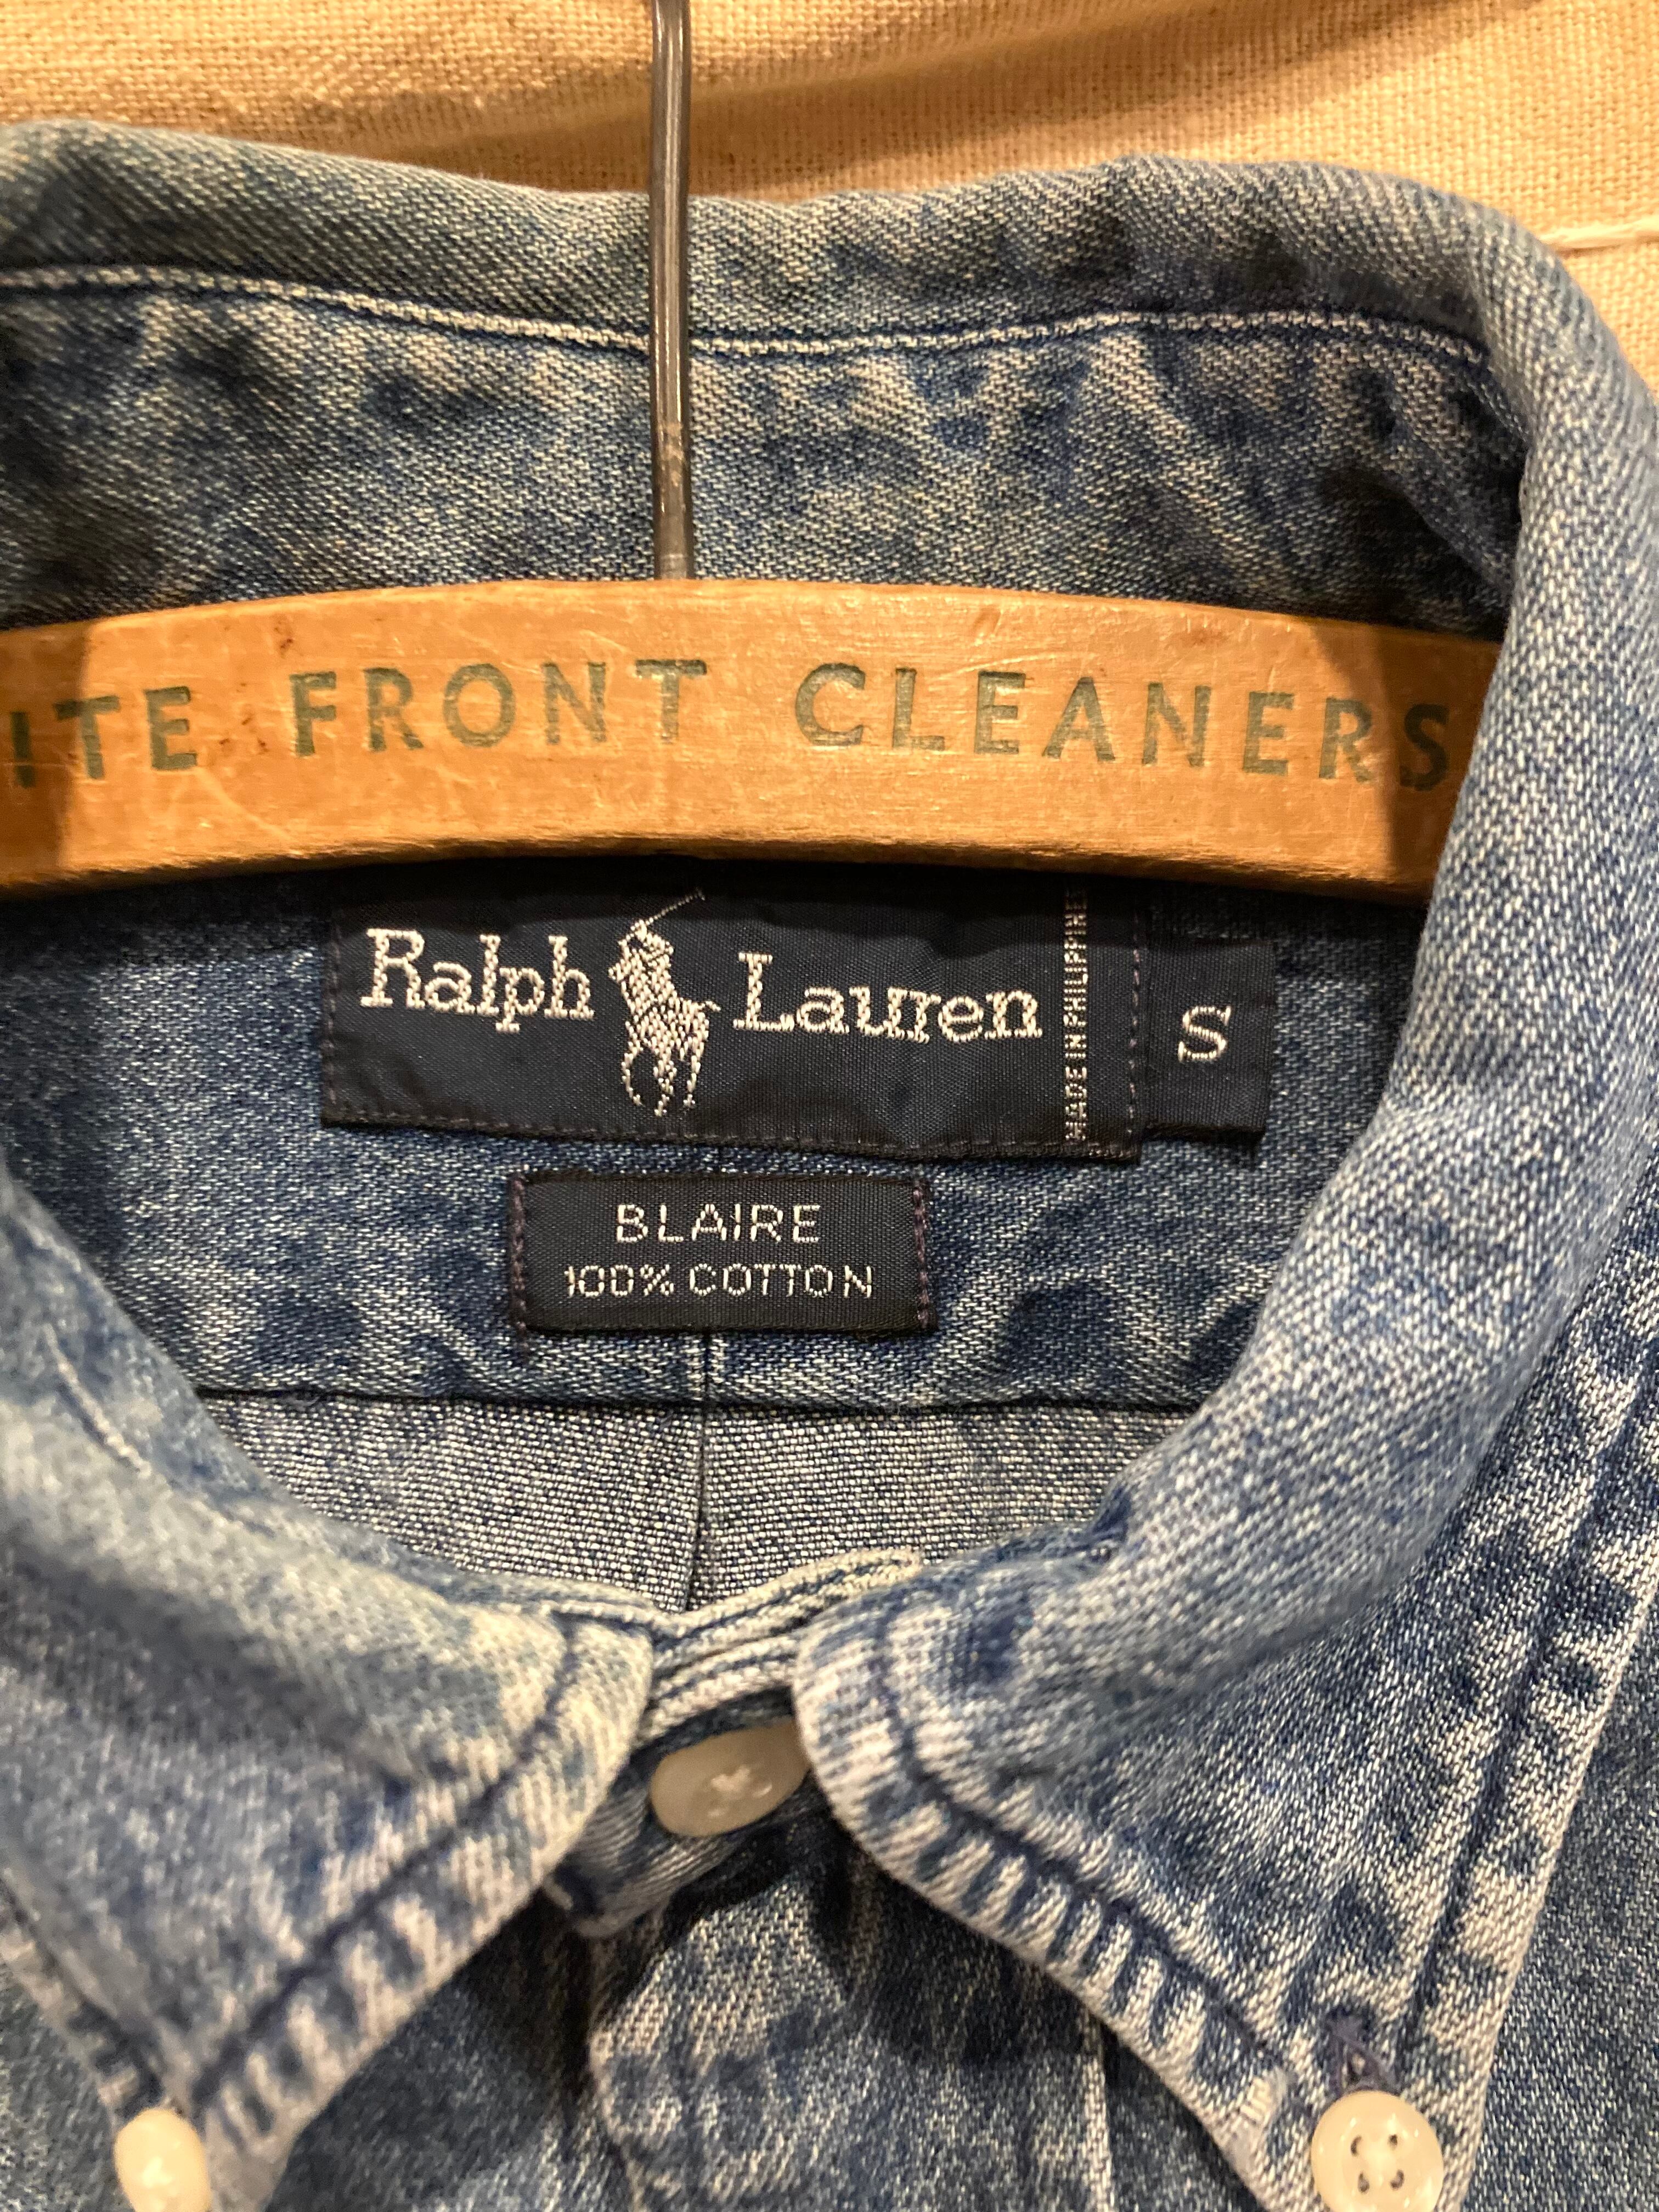 ITE FRONT CLEANERS
Ralph Lauren
MADE IN PHILIPPINES
S
BLAIRE
100% COTTON